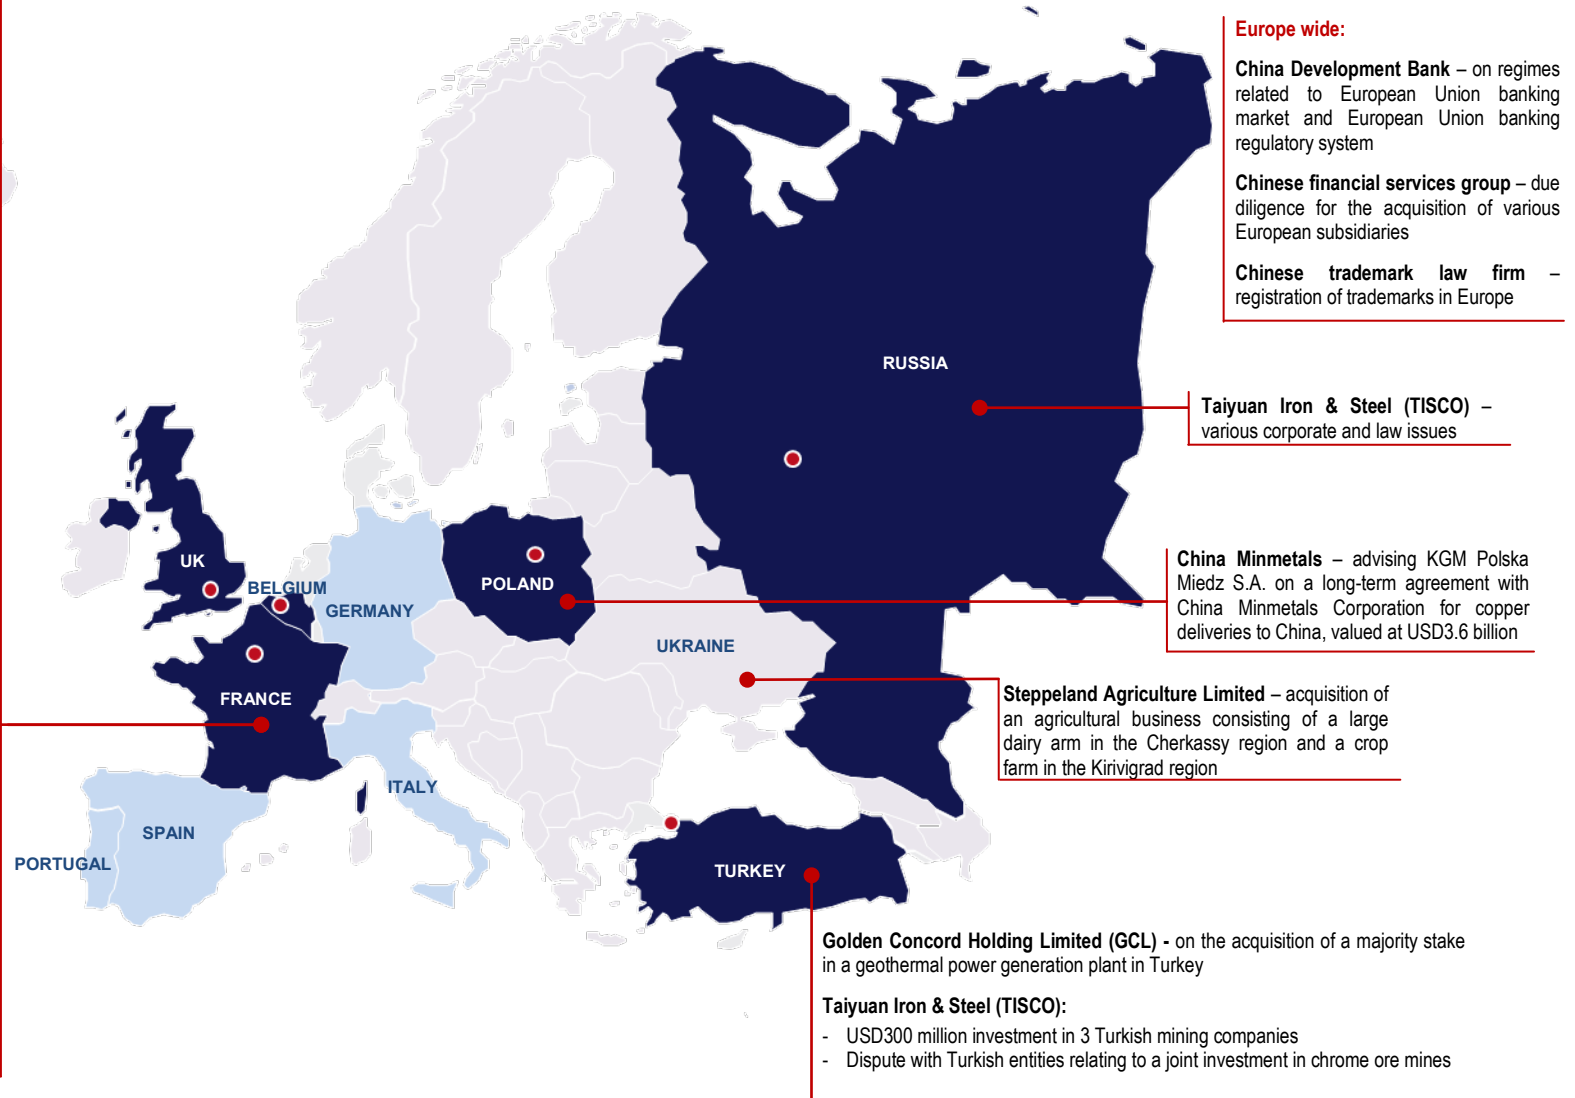 Europe wide:
China Development Bank – on regimes
related to European Union banking
market and European Union banking
regulatory system
Chinese financial services group – due
diligence for the acquisition of various
European subsidiaries
Chinese trademark law firm –
registration of trademarks in Europe
RUSSIA
Taiyuan Iron & Steel (TISCO) –
various corporate and law issues
UK
BELGIUM
GERMANY
POLAND
China Minmetals – advising KGM Polska
Miedz S.A. on a long-term agreement with
China Minmetals Corporation for copper
deliveries to China, valued at USD3.6 billion
UKRAINE
FRANCE
Steppeland Agriculture Limited – acquisition of
an agricultural business consisting of a large
dairy arm in the Cherkassy region and a crop
farm in the Kirivigrad region
ITALY
SPAIN
PORTUGAL
TURKEY
Golden Concord Holding Limited (GCL) - on the acquisition of a majority stake
in a geothermal power generation plant in Turkey
Taiyuan Iron & Steel (TISCO):
- USD300 million investment in 3 Turkish mining companies
- Dispute with Turkish entities relating to a joint investment in chrome ore mines